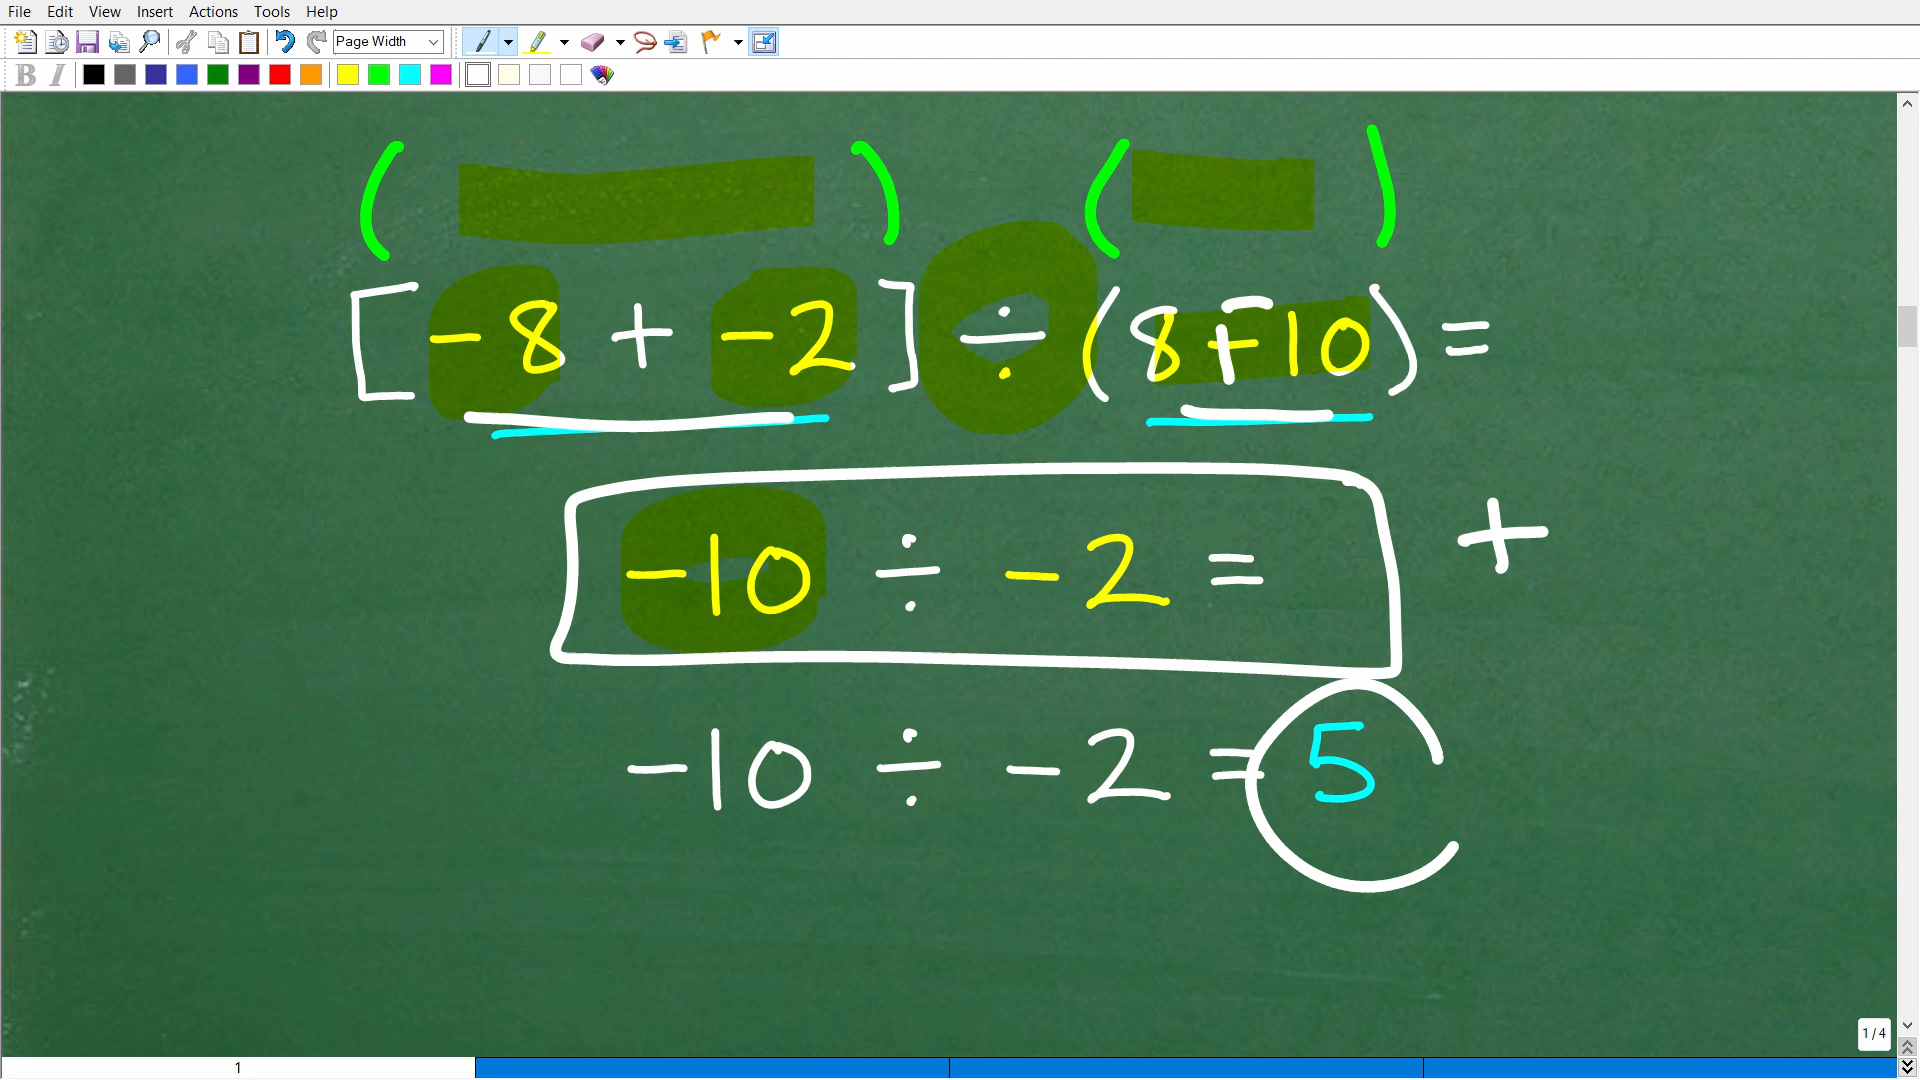 File Edit View Insert Actions Tools Help
Page Width
B I
( ) ( )
[ -8 + -2 ] ÷ (8 + -10) =
-10 ÷ -2 = +
-10 ÷ -2 = 5
1 / 4
1